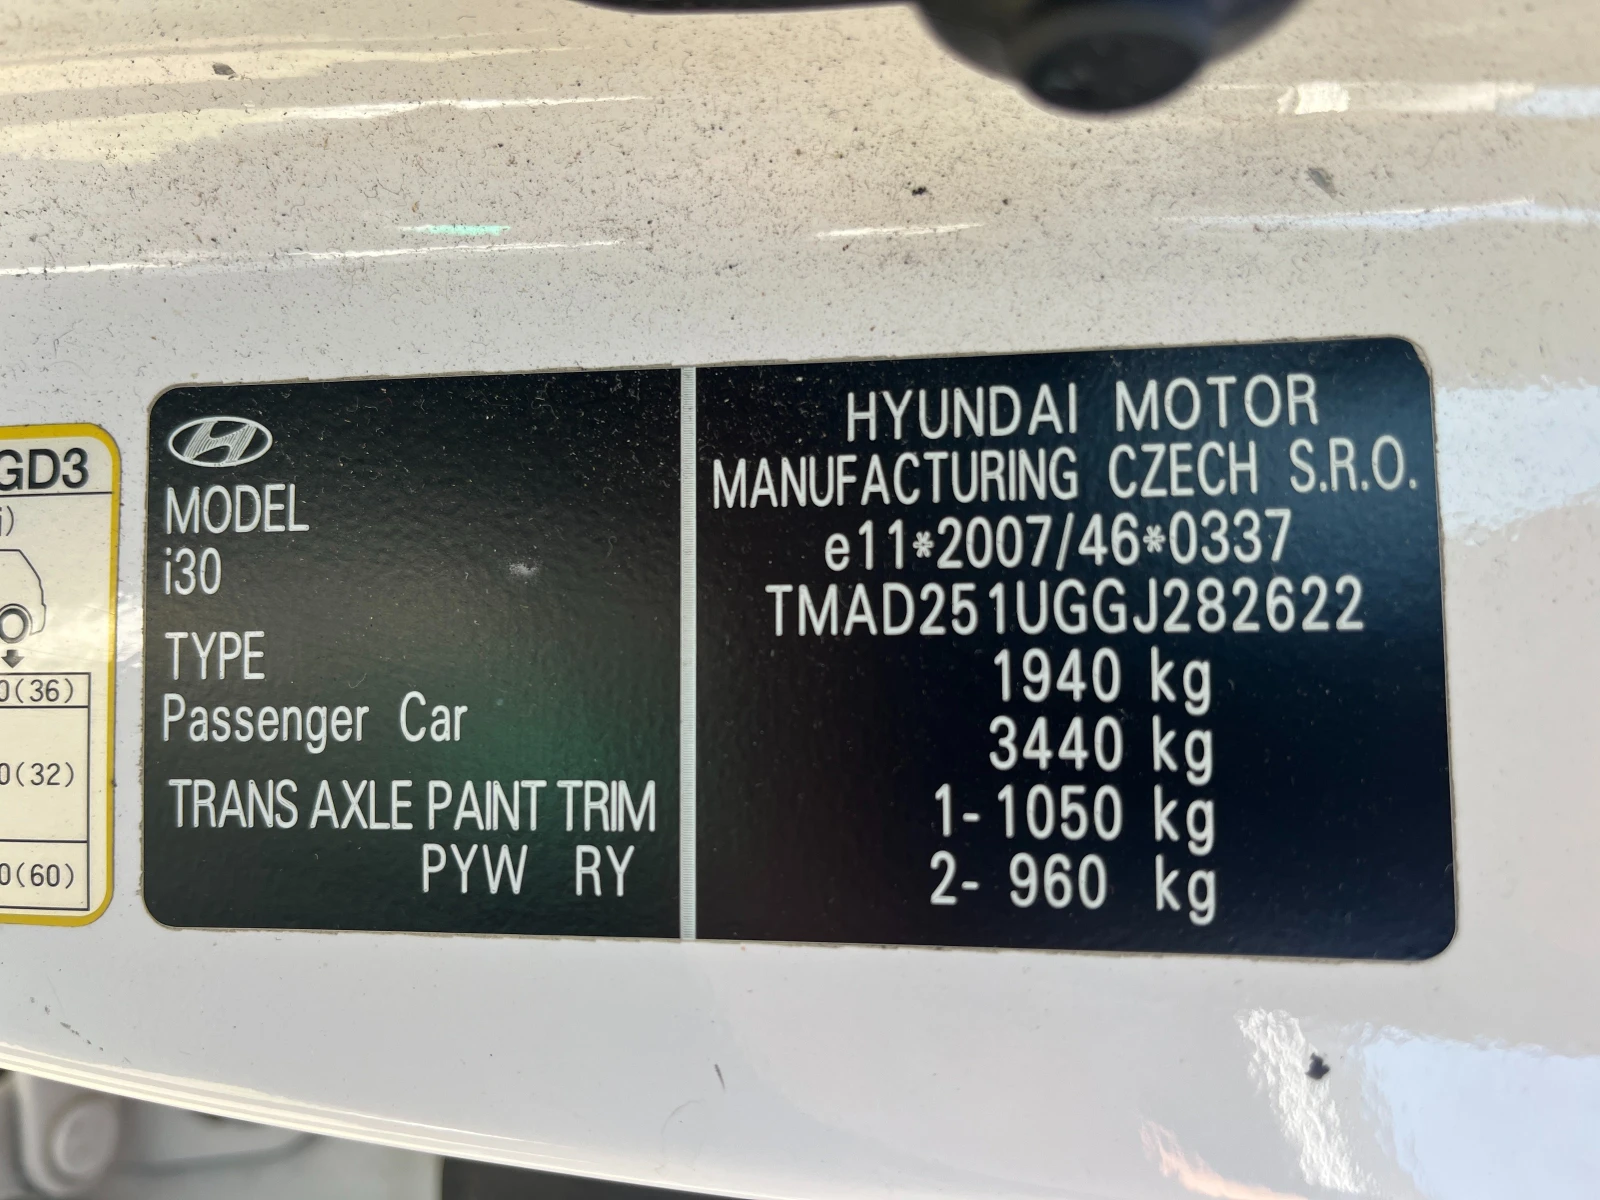 GD3
0(36)
0(32)
0(60)
MODEL
i30
TYPE
Passenger Car
TRANS AXLE PAINT TRIM
PYW RY
HYUNDAI MOTOR
MANUFACTURING CZECH S.R.O.
e11*2007/46*0337
TMAD251UGGJ282622
1940 kg
3440 kg
1- 1050 kg
2- 960 kg